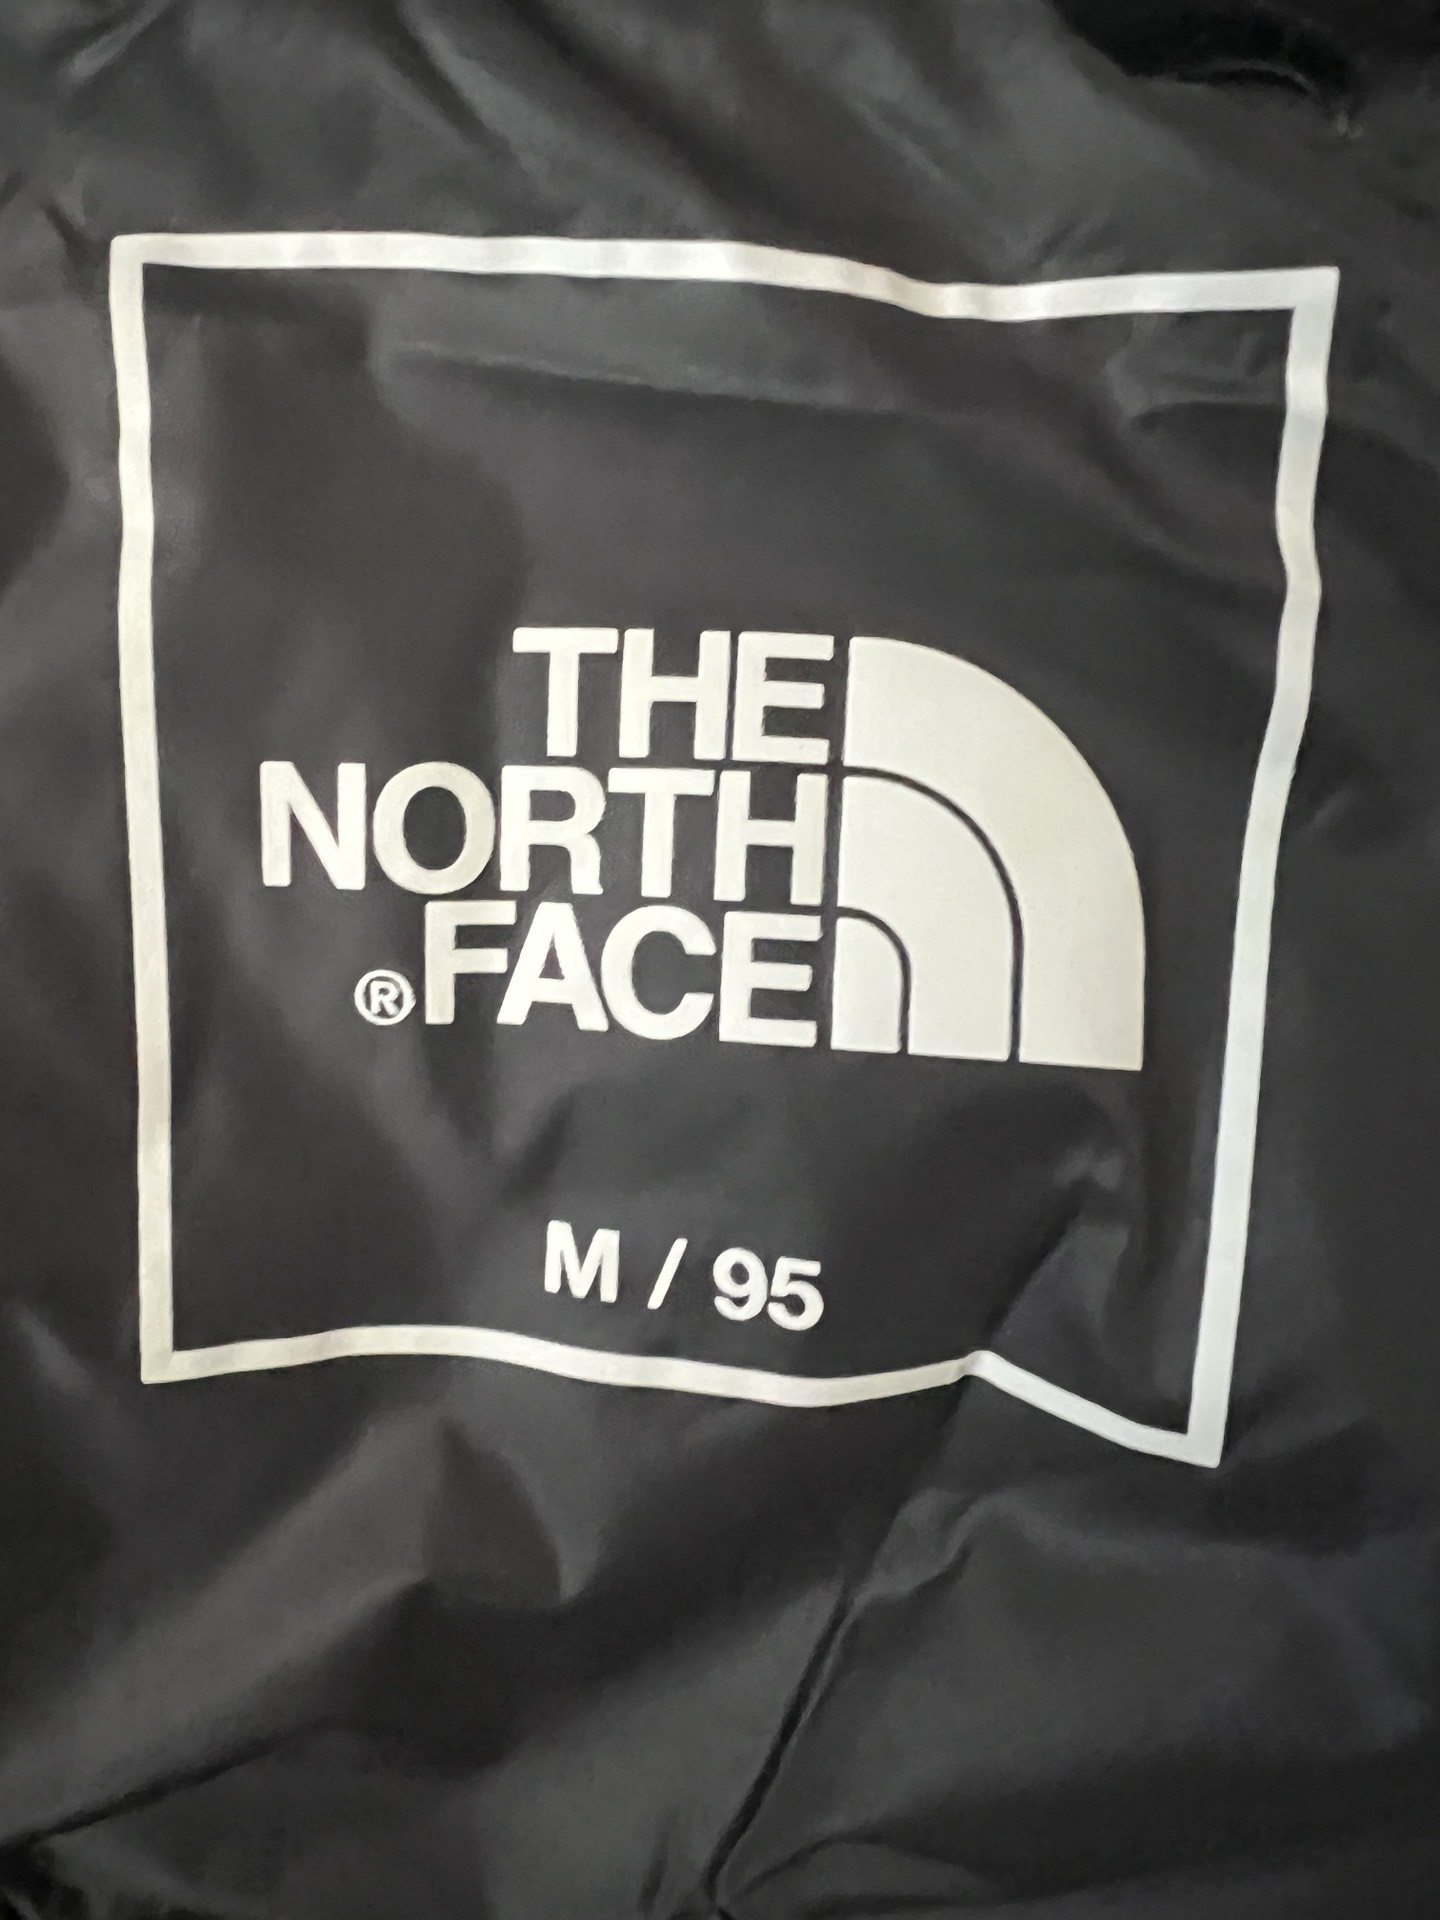 THE
NORTH
®FACE
M / 95